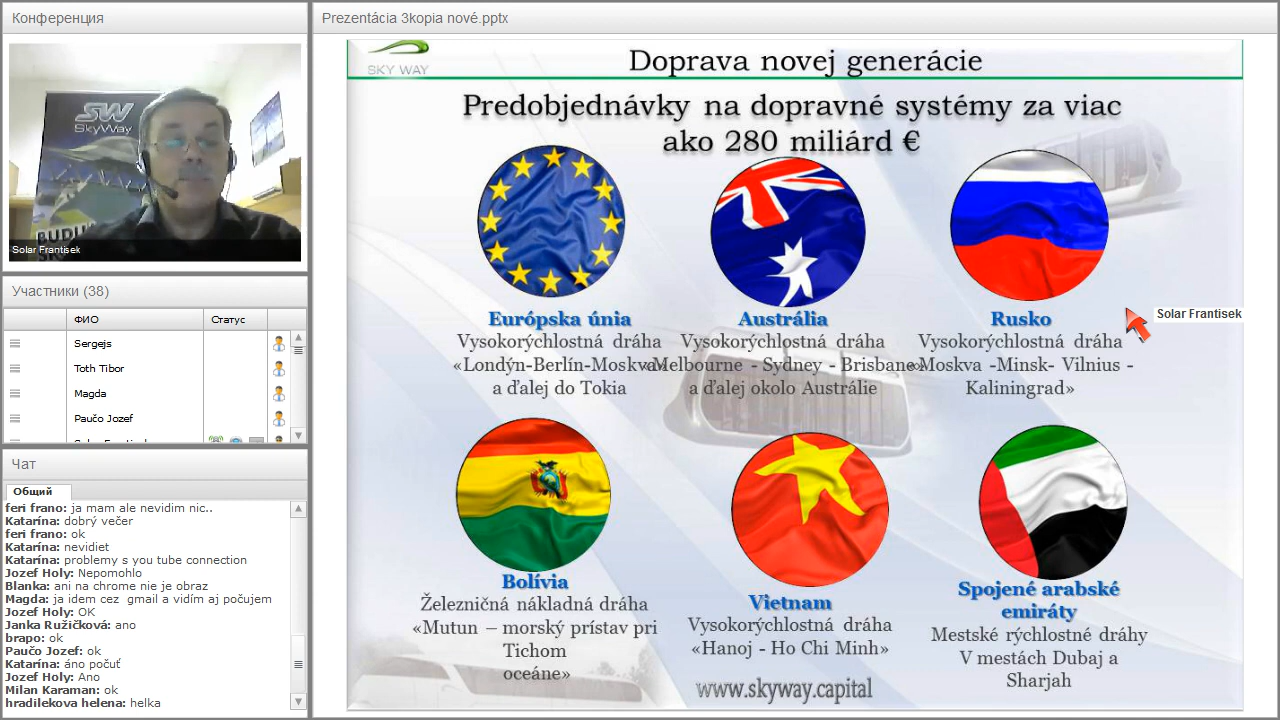 Конференция
SW
SkyWay
Solar Frantisek
Участники (38)
ФИО
Статус
Sergejs
Toth Tibor
Magda
Paučo Jozef
Чат
Общий
feri frano: ja mam ale nevidim nic..
Katarína: dobrý večer
feri frano: ok
Katarína: nevidiet
Katarína: problemy s you tube connection
Jozef Holy: Nepomohlo
Blanka: ani na chrome nie je obraz
Magda: ja idem cez gmail a vidím aj počujem
Jozef Holy: OK
Janka Ružičková: ano
brapo: ok
Paučo Jozef: ok
Katarína: áno počuť
Jozef Holy: Ano
Milan Karaman: ok
hradilekova helena: helka
Prezentácia 3kopia nové.pptx
SKY WAY
Doprava novej generácie
Predobjednávky na dopravné systémy za viac
ako 280 miliárd €
Európska únia
Vysokorýchlostná dráha
«Londýn-Berlín-Moskva»
a ďalej do Tokia
Austrália
Vysokorýchlostná dráha
«Melbourne - Sydney - Brisbane»
a ďalej okolo Austrálie
Rusko
Vysokorýchlostná dráha
«Moskva -Minsk- Vilnius -
Kaliningrad»
Solar Frantisek
Bolívia
Železničná nákladná dráha
«Mutun – morský prístav pri
Tichom
oceáne»
Vietnam
Vysokorýchlostná dráha
«Hanoj - Ho Chi Minh»
Spojené arabské
emiráty
Mestské rýchlostné dráhy
V mestách Dubaj a
Sharjah
www.skyway.capital